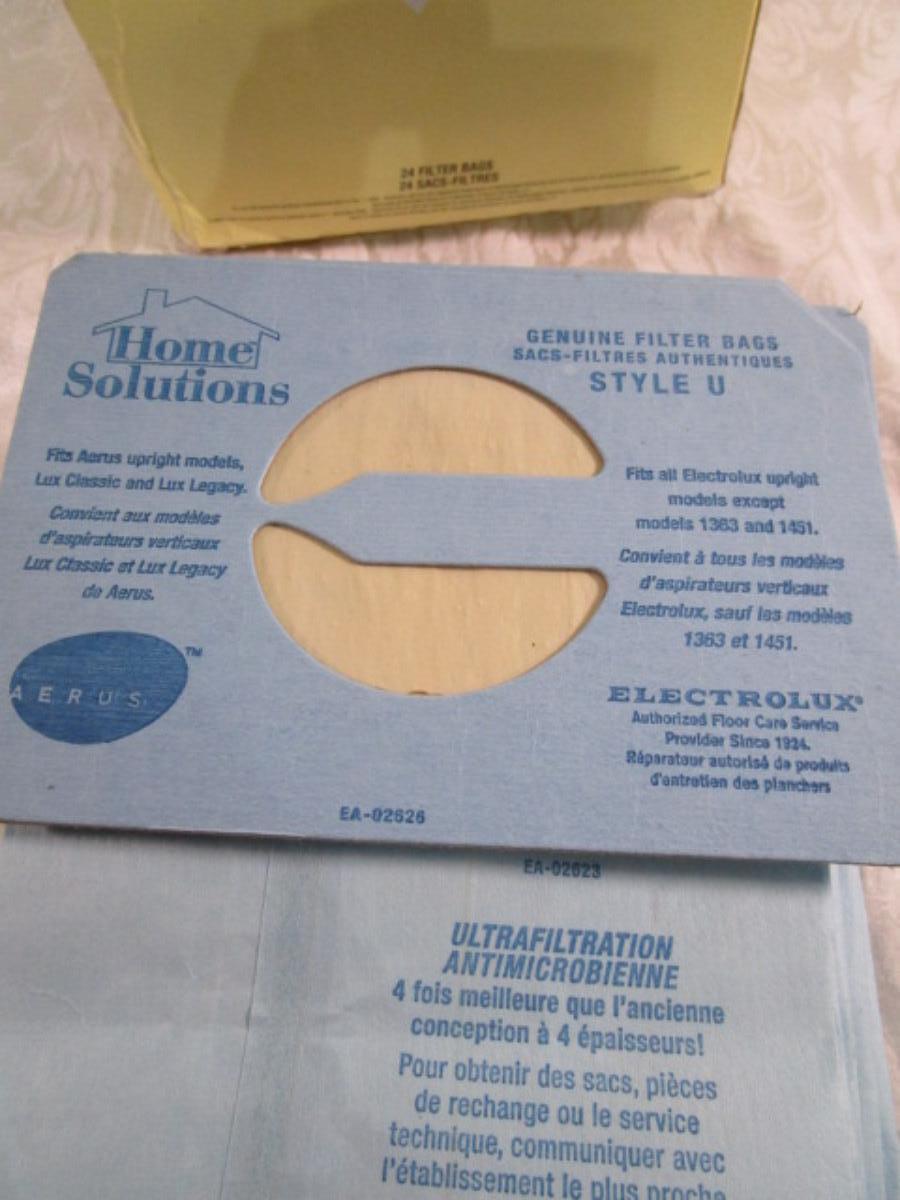 24 FILTER BAGS
24 SACS-FILTRES
Home
Solutions
GENUINE FILTER BAGS
SACS-FILTRES AUTHENTIQUES
STYLE U
Fits Aerus upright models,
Lux Classic and Lux Legacy.
Convient aux modèles
d'aspirateurs verticaux
Lux Classic et Lux Legacy
de Aerus.
AERUS™
Fits all Electrolux upright
models except
models 1363 and 1451.
Convient à tous les modèles
d'aspirateurs verticaux
Electrolux, sauf les modèles
1363 et 1451.
ELECTROLUX®
Authorized Floor Care Service
Provider Since 1924.
Réparateur autorisé de produits
d'entretien des planchers
EA-02626
EA-02623
ULTRAFILTRATION
ANTIMICROBIENNE
4 fois meilleure que l'ancienne
conception à 4 épaisseurs!
Pour obtenir des sacs, pièces
de rechange ou le service
technique, communiquer avec
l'établissement le plus proche